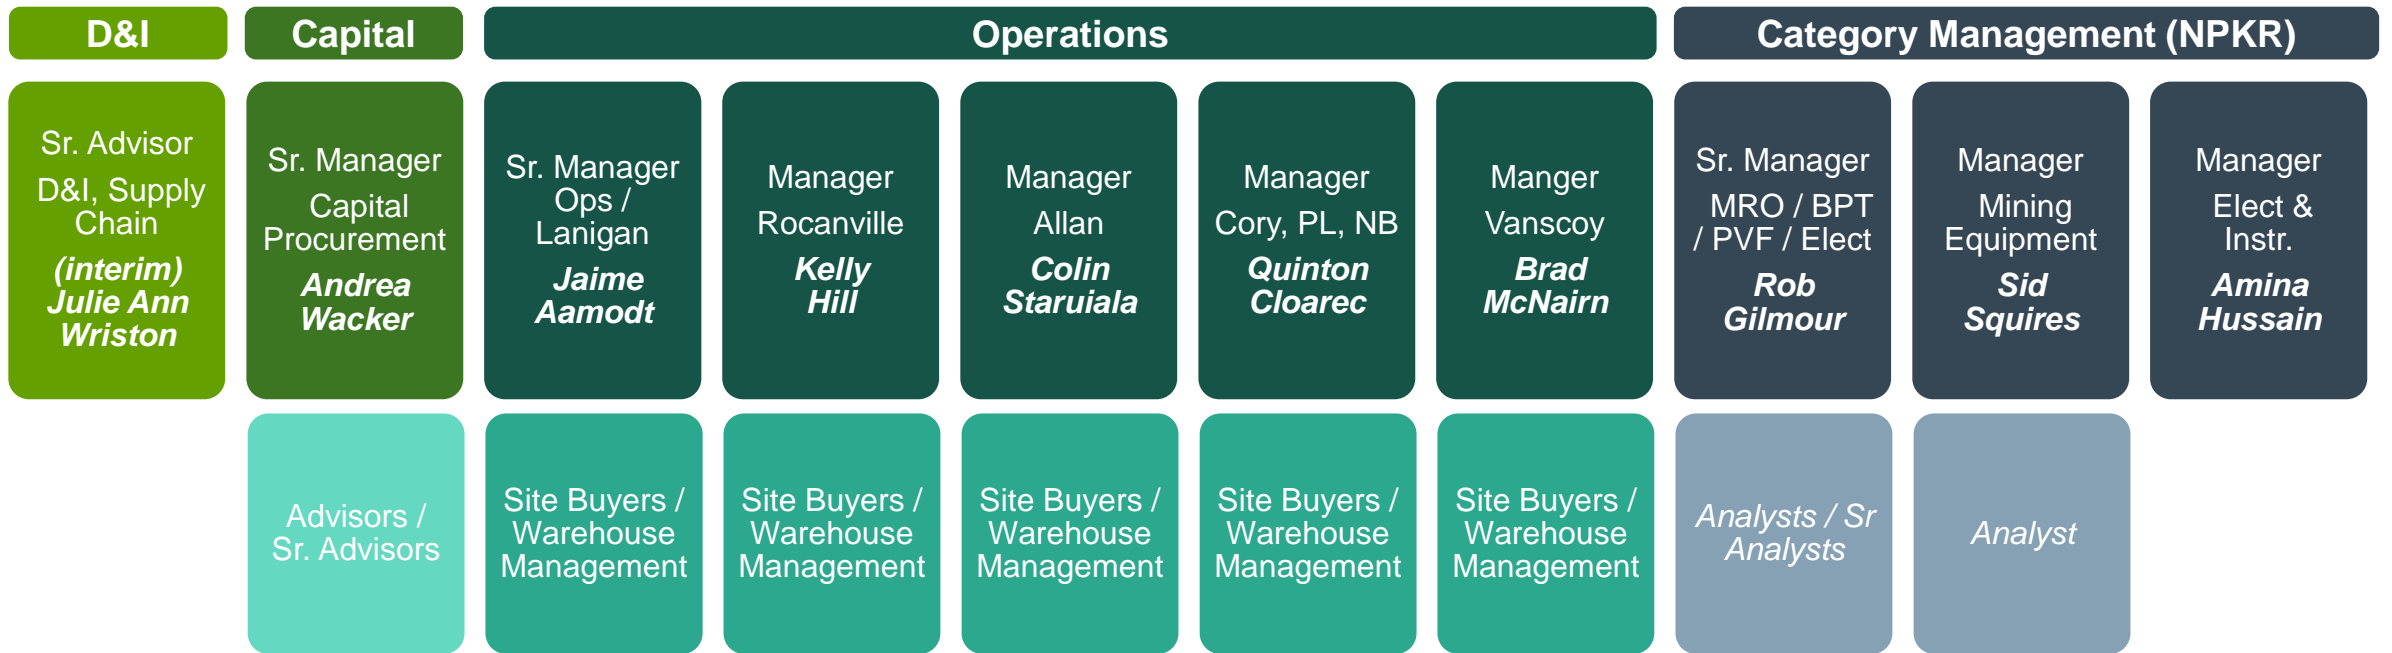 D&I
Capital
Operations
Category Management (NPKR)
Sr. Advisor
D&I, Supply
Chain
(interim)
Julie Ann
Wriston
Sr. Manager
Capital
Procurement
Andrea
Wacker
Sr. Manager
Ops /
Lanigan
Jaime
Aamodt
Manager
Rocanville
Kelly
Hill
Manager
Allan
Colin
Staruiala
Manager
Cory, PL, NB
Quinton
Cloarec
Manger
Vanscoy
Brad
McNairn
Sr. Manager
MRO / BPT
/ PVF / Elect
Rob
Gilmour
Manager
Mining
Equipment
Sid
Squires
Manager
Elect &
Instr.
Amina
Hussain
Advisors /
Sr. Advisors
Site Buyers /
Warehouse
Management
Site Buyers /
Warehouse
Management
Site Buyers /
Warehouse
Management
Site Buyers /
Warehouse
Management
Site Buyers /
Warehouse
Management
Analysts / Sr
Analysts
Analyst